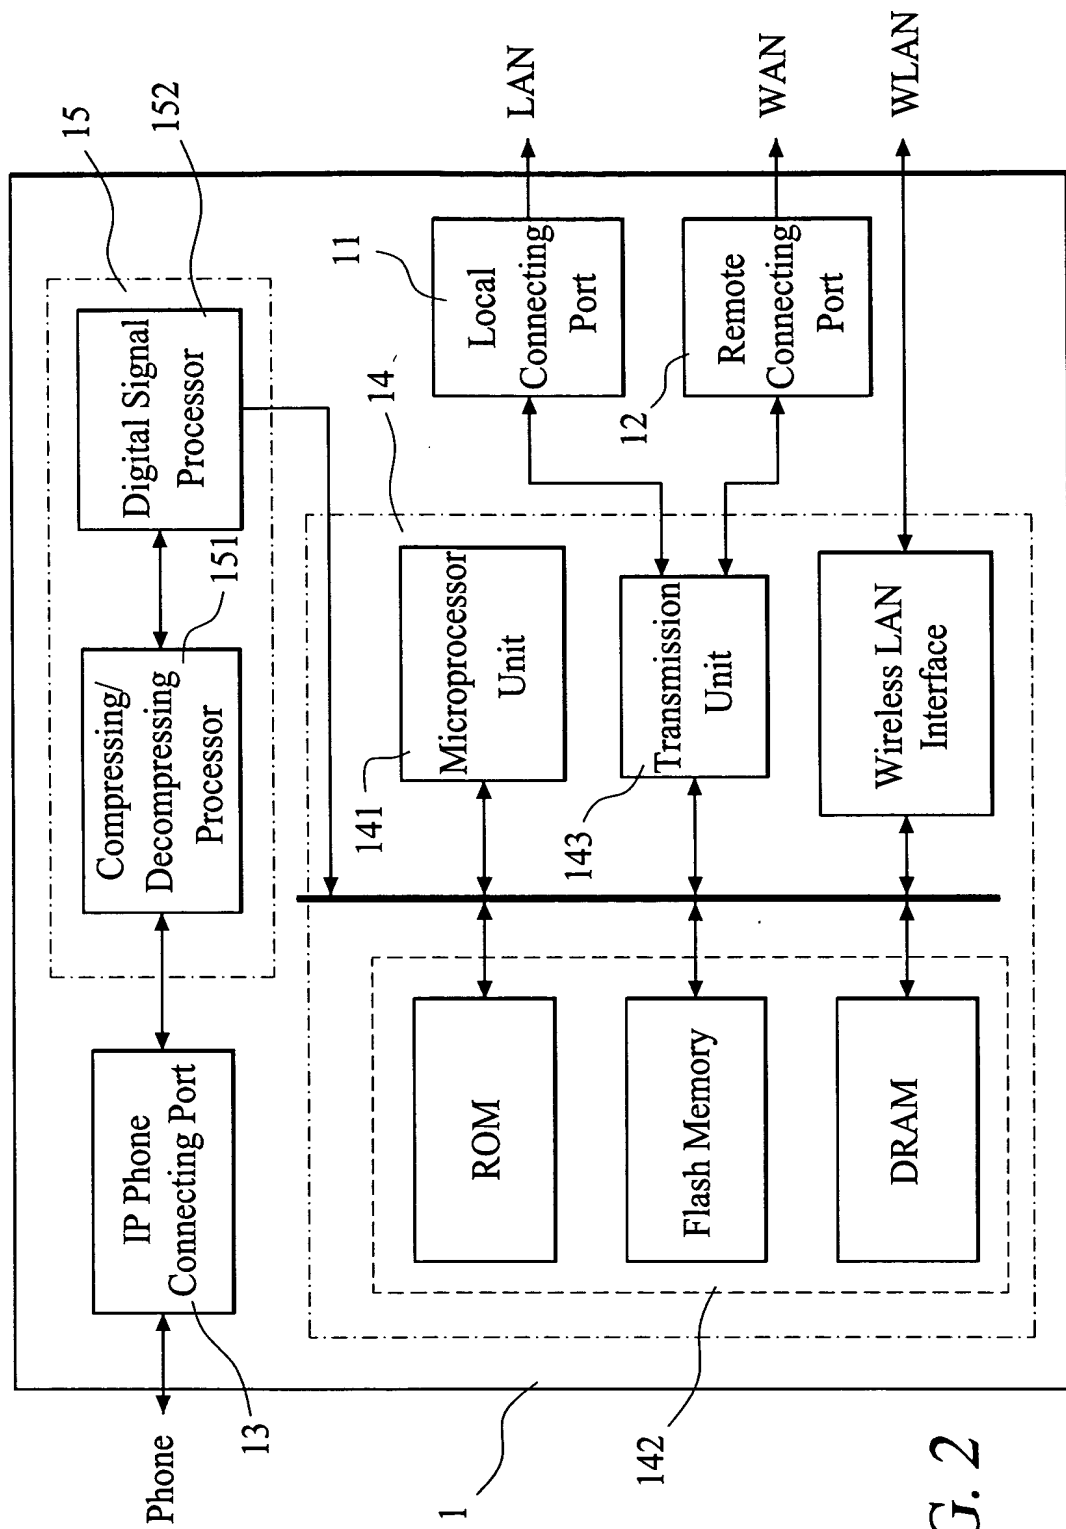 Phone
13
IP Phone
Connecting Port
Compressing/
Decompressing
Processor
151
Digital Signal
Processor
15
152
14
141
Microprocessor
Unit
11
Local
Connecting
Port
LAN
ROM
Flash Memory
DRAM
142
143
Transmission
Unit
12
Remote
Connecting
Port
WAN
Wireless LAN
Interface
WLAN
1
G. 2